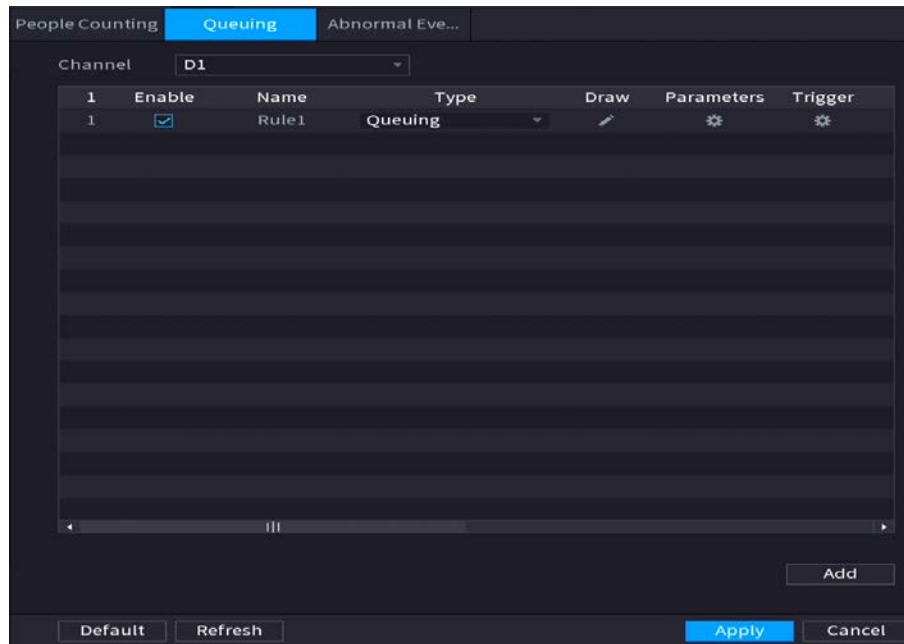 People Counting Queuing Abnormal Eve...
Channel D1
1 Enable Name Type Draw Parameters Trigger
1 Rule1 Queuing
Add
Default Refresh Apply Cancel